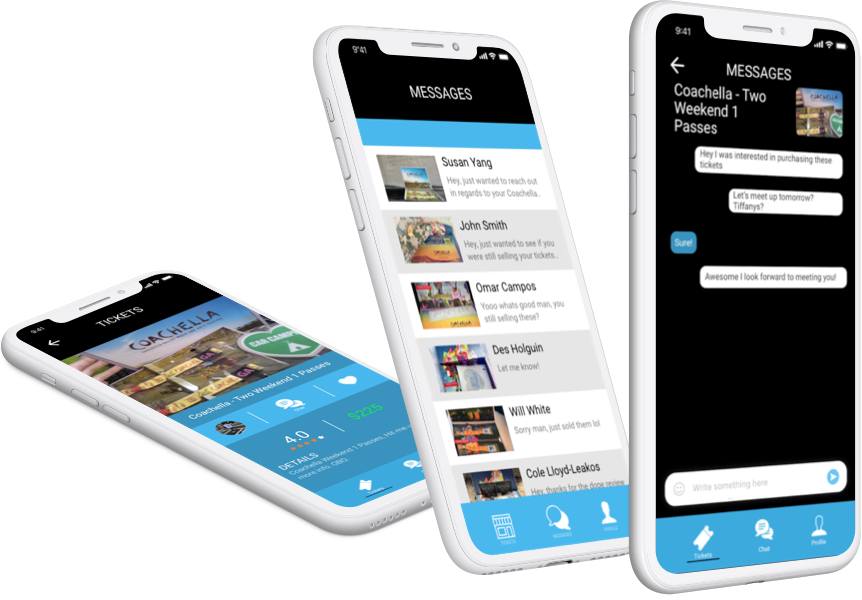 9:41
TICKETS
COACHELLA
CAR CAMPING
Coachella - Two Weekend 1 Passes
4.0
$225
DETAILS
Coachella Weekend 1 Passes, Hit me
more info. OBO.
Tickets
9:41
MESSAGES
Susan Yang
Hey, just wanted to reach out
in regards to your Coachella..
John Smith
Hey, just wanted to see if you
were still selling your tickets..
Omar Campos
Yooo whats good man, you
still selling these?
Des Holguin
Let me know!
Will White
Sorry man, just sold them lol
Cole Lloyd-Leakos
Hey, thanks for the dope review
TICKETS
MESSAGES
9:41
MESSAGES
Coachella - Two
Weekend 1
Passes
COACHELLA
Hey I was interested in purchasing these
tickets
Let's meet up tomorrow?
Tiffanys?
Sure!
Awesome I look forward to meeting you!
Write something here
Tickets
Chat
Profile